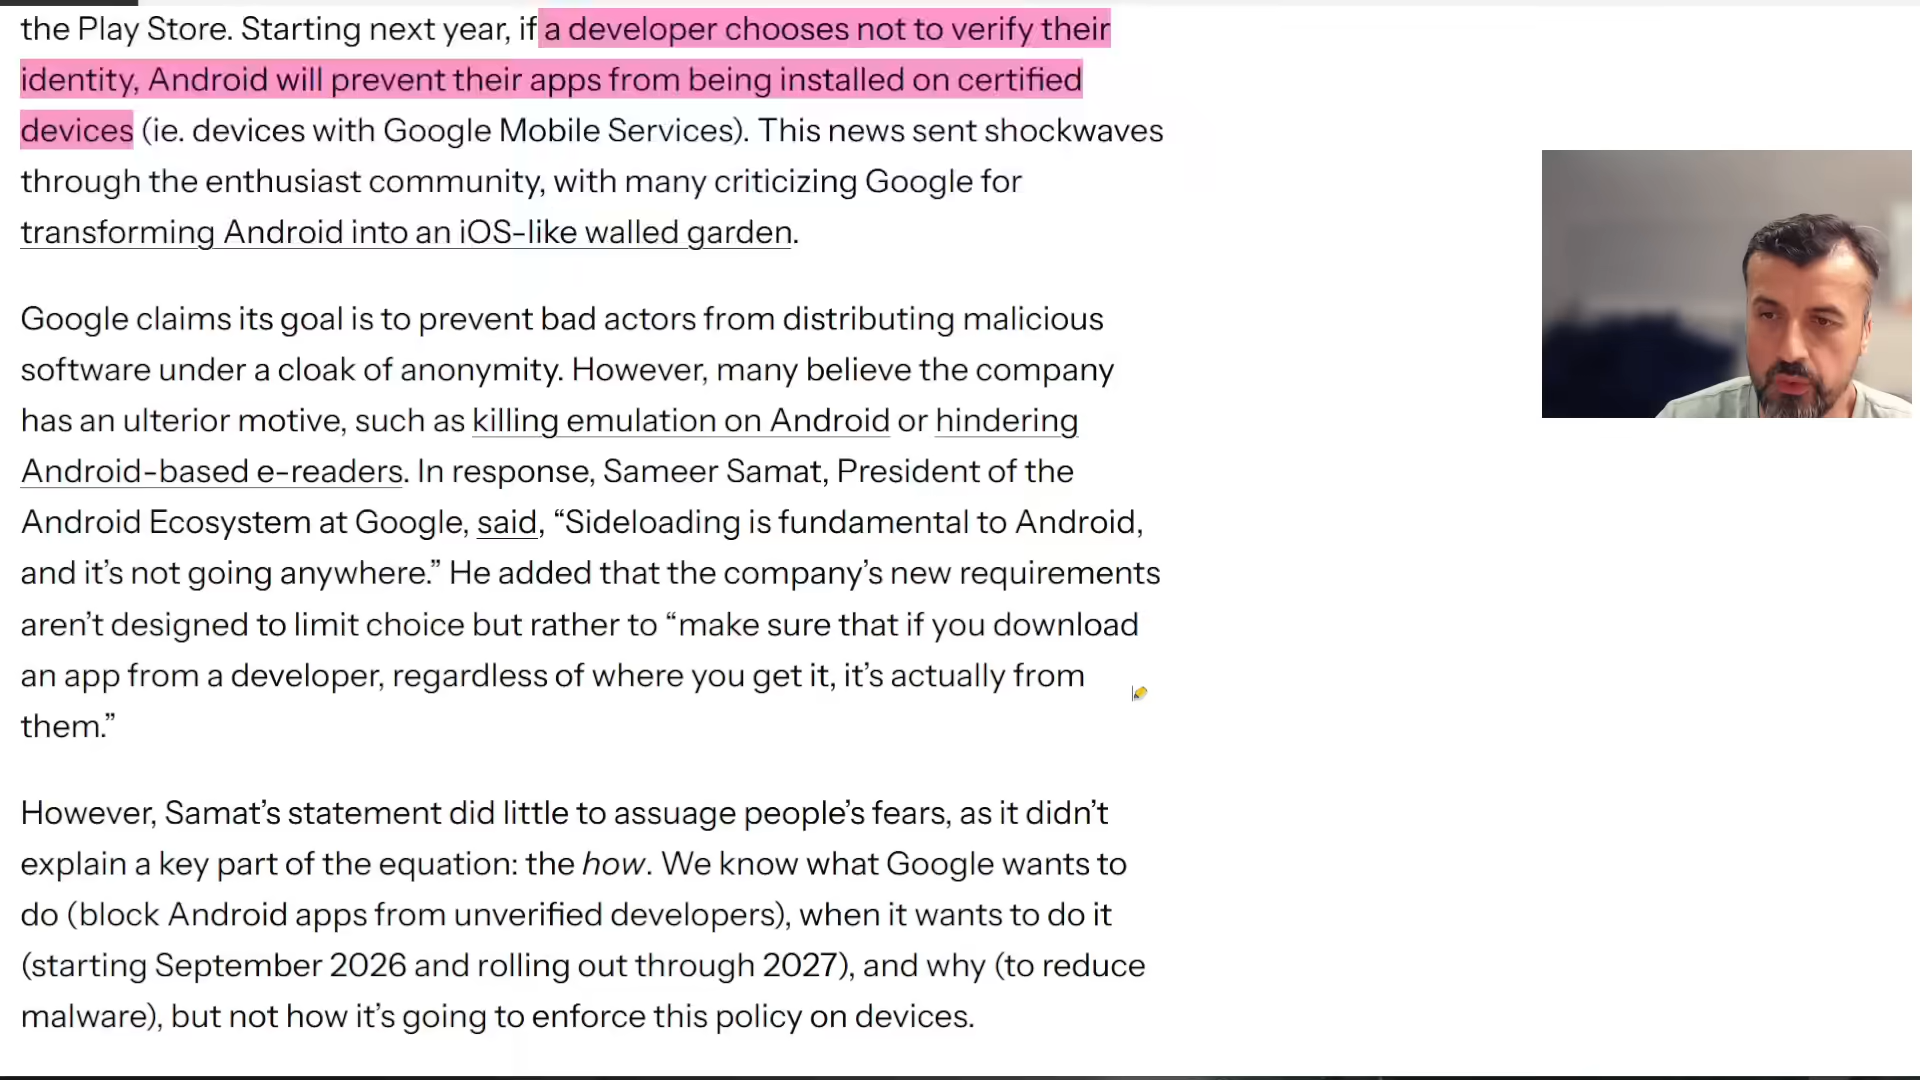 the Play Store. Starting next year, if a developer chooses not to verify their
identity, Android will prevent their apps from being installed on certified
devices (ie. devices with Google Mobile Services). This news sent shockwaves
through the enthusiast community, with many criticizing Google for
transforming Android into an iOS-like walled garden.
Google claims its goal is to prevent bad actors from distributing malicious
software under a cloak of anonymity. However, many believe the company
has an ulterior motive, such as killing emulation on Android or hindering
Android-based e-readers. In response, Sameer Samat, President of the
Android Ecosystem at Google, said, “Sideloading is fundamental to Android,
and it’s not going anywhere.” He added that the company’s new requirements
aren’t designed to limit choice but rather to “make sure that if you download
an app from a developer, regardless of where you get it, it’s actually from
them.”
However, Samat’s statement did little to assuage people’s fears, as it didn’t
explain a key part of the equation: the how. We know what Google wants to
do (block Android apps from unverified developers), when it wants to do it
(starting September 2026 and rolling out through 2027), and why (to reduce
malware), but not how it’s going to enforce this policy on devices.